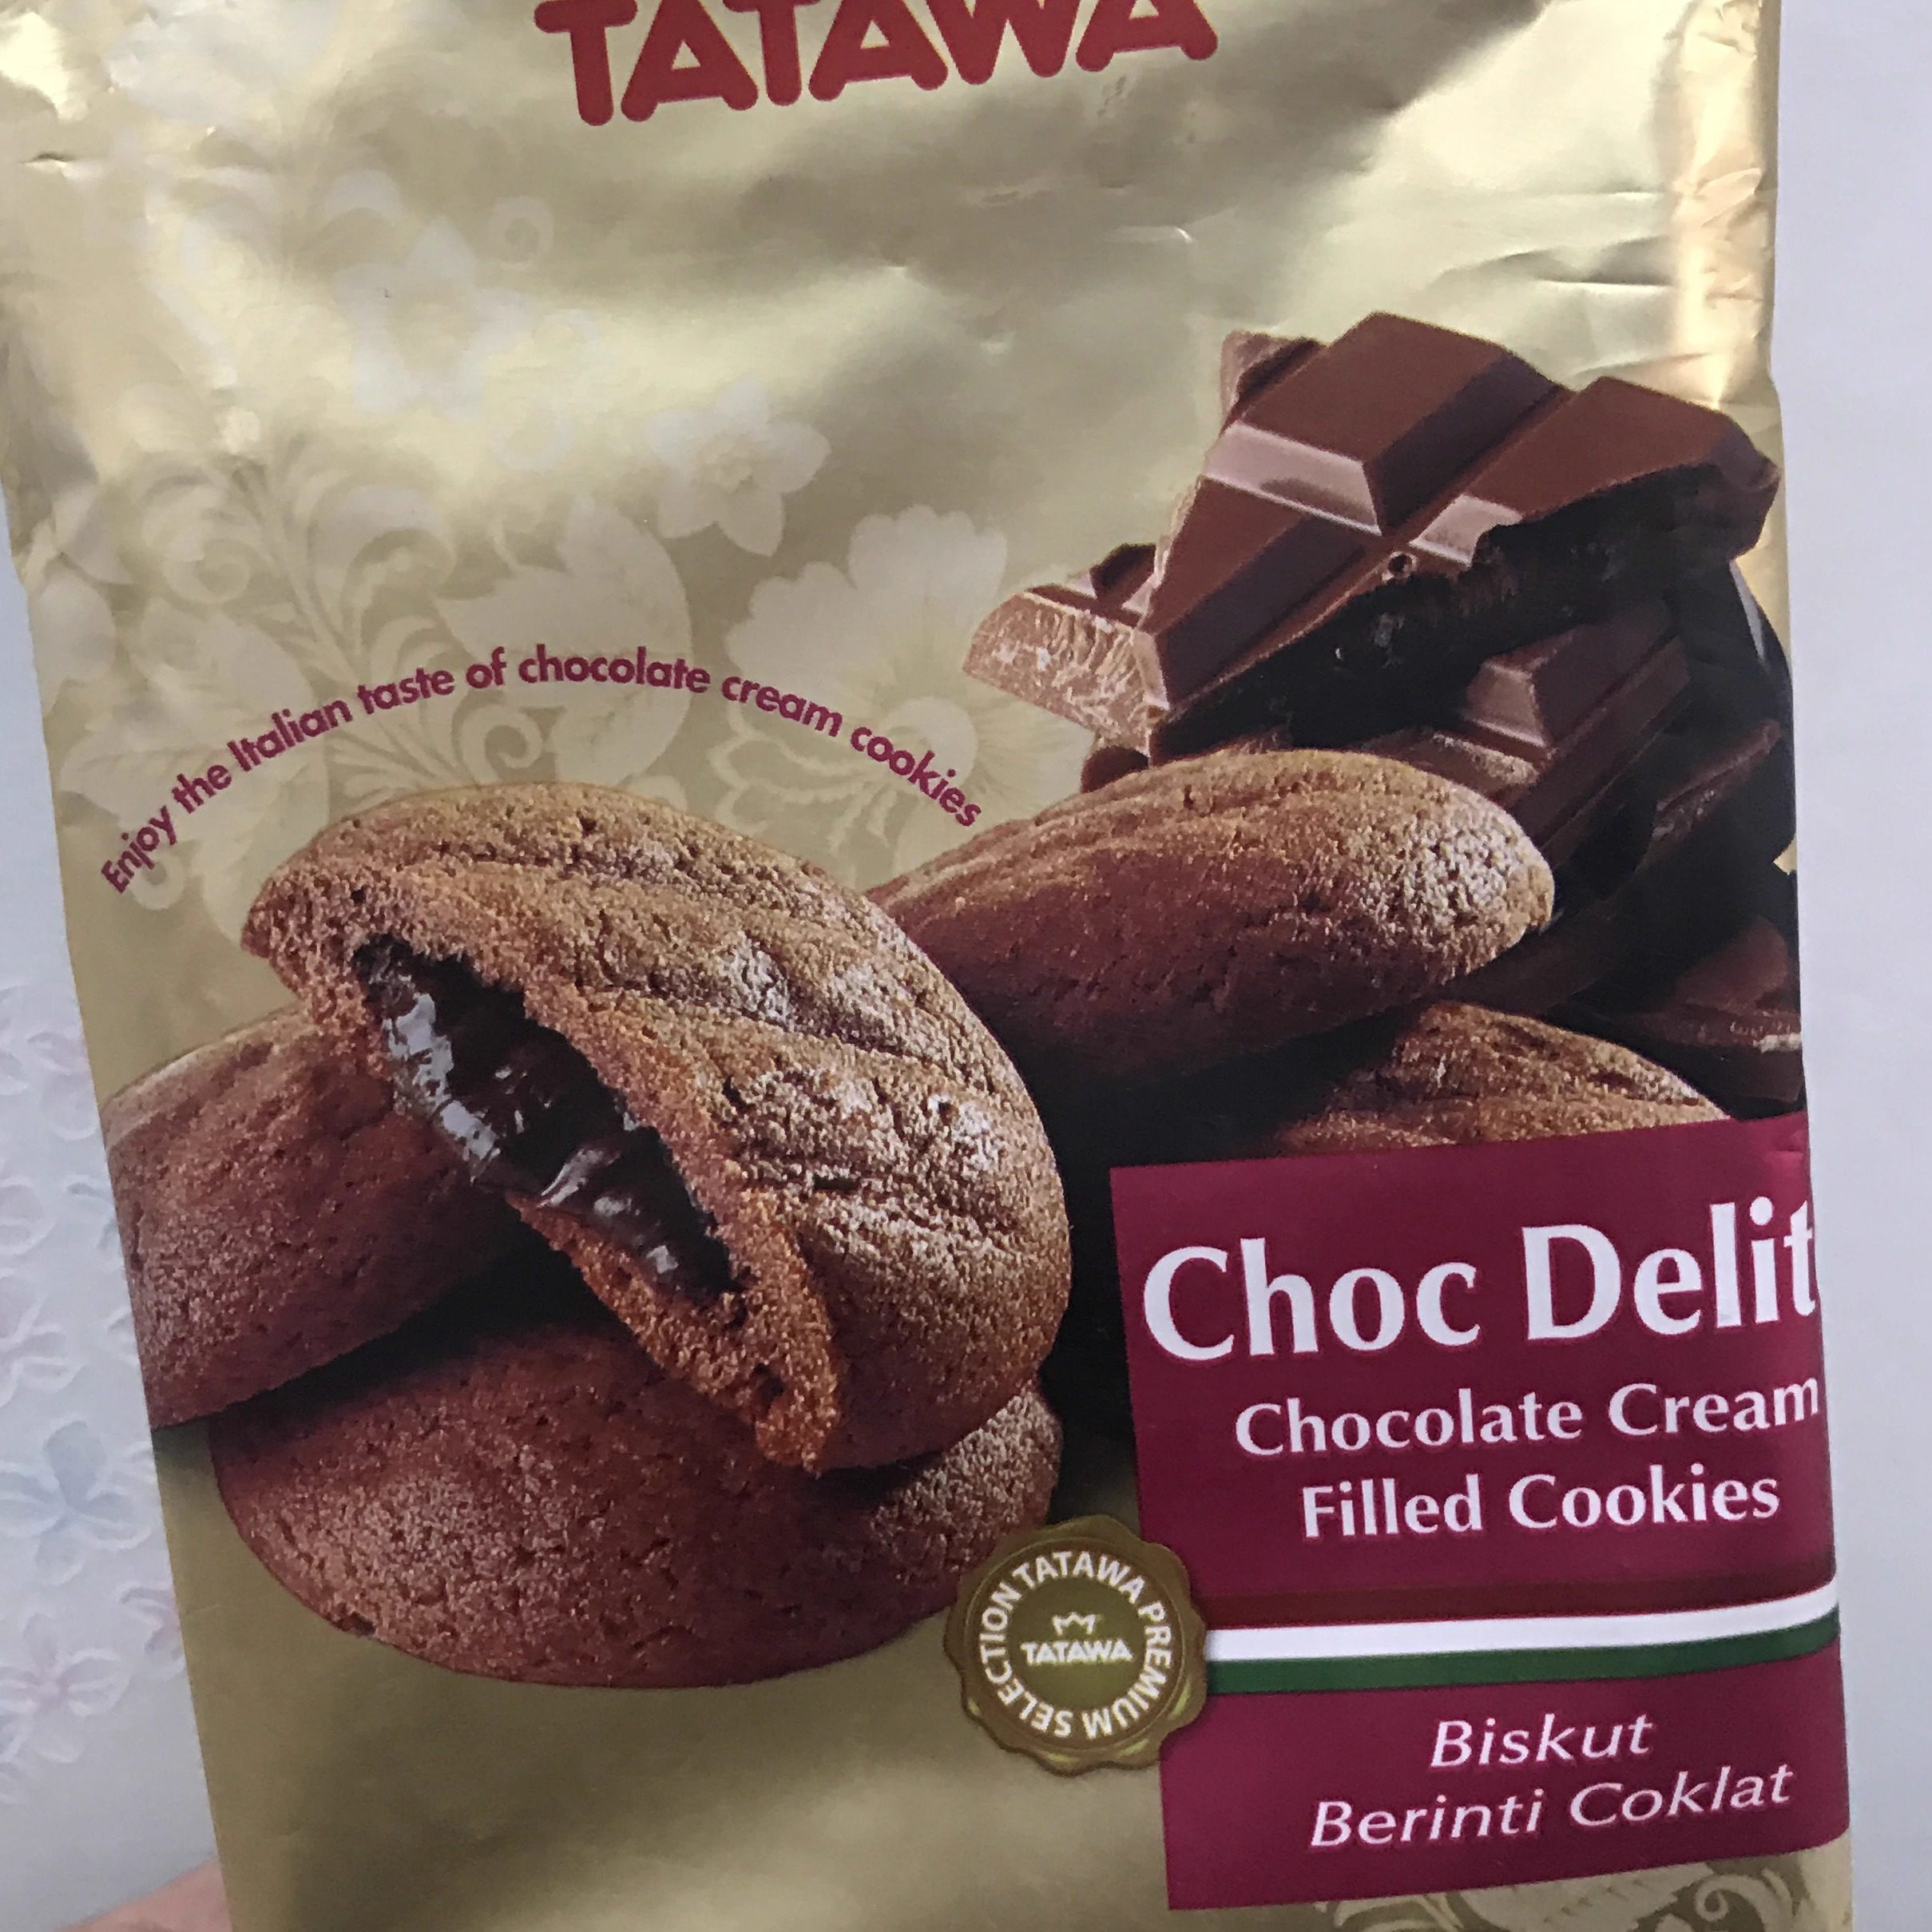 TATAWA
Enjoy the Italian taste of chocolate cream cookies
Choc Delit
Chocolate Cream
Filled Cookies
TATAWA PREMIUM SELECTION
TATAWA
Biskut
Berinti Coklat